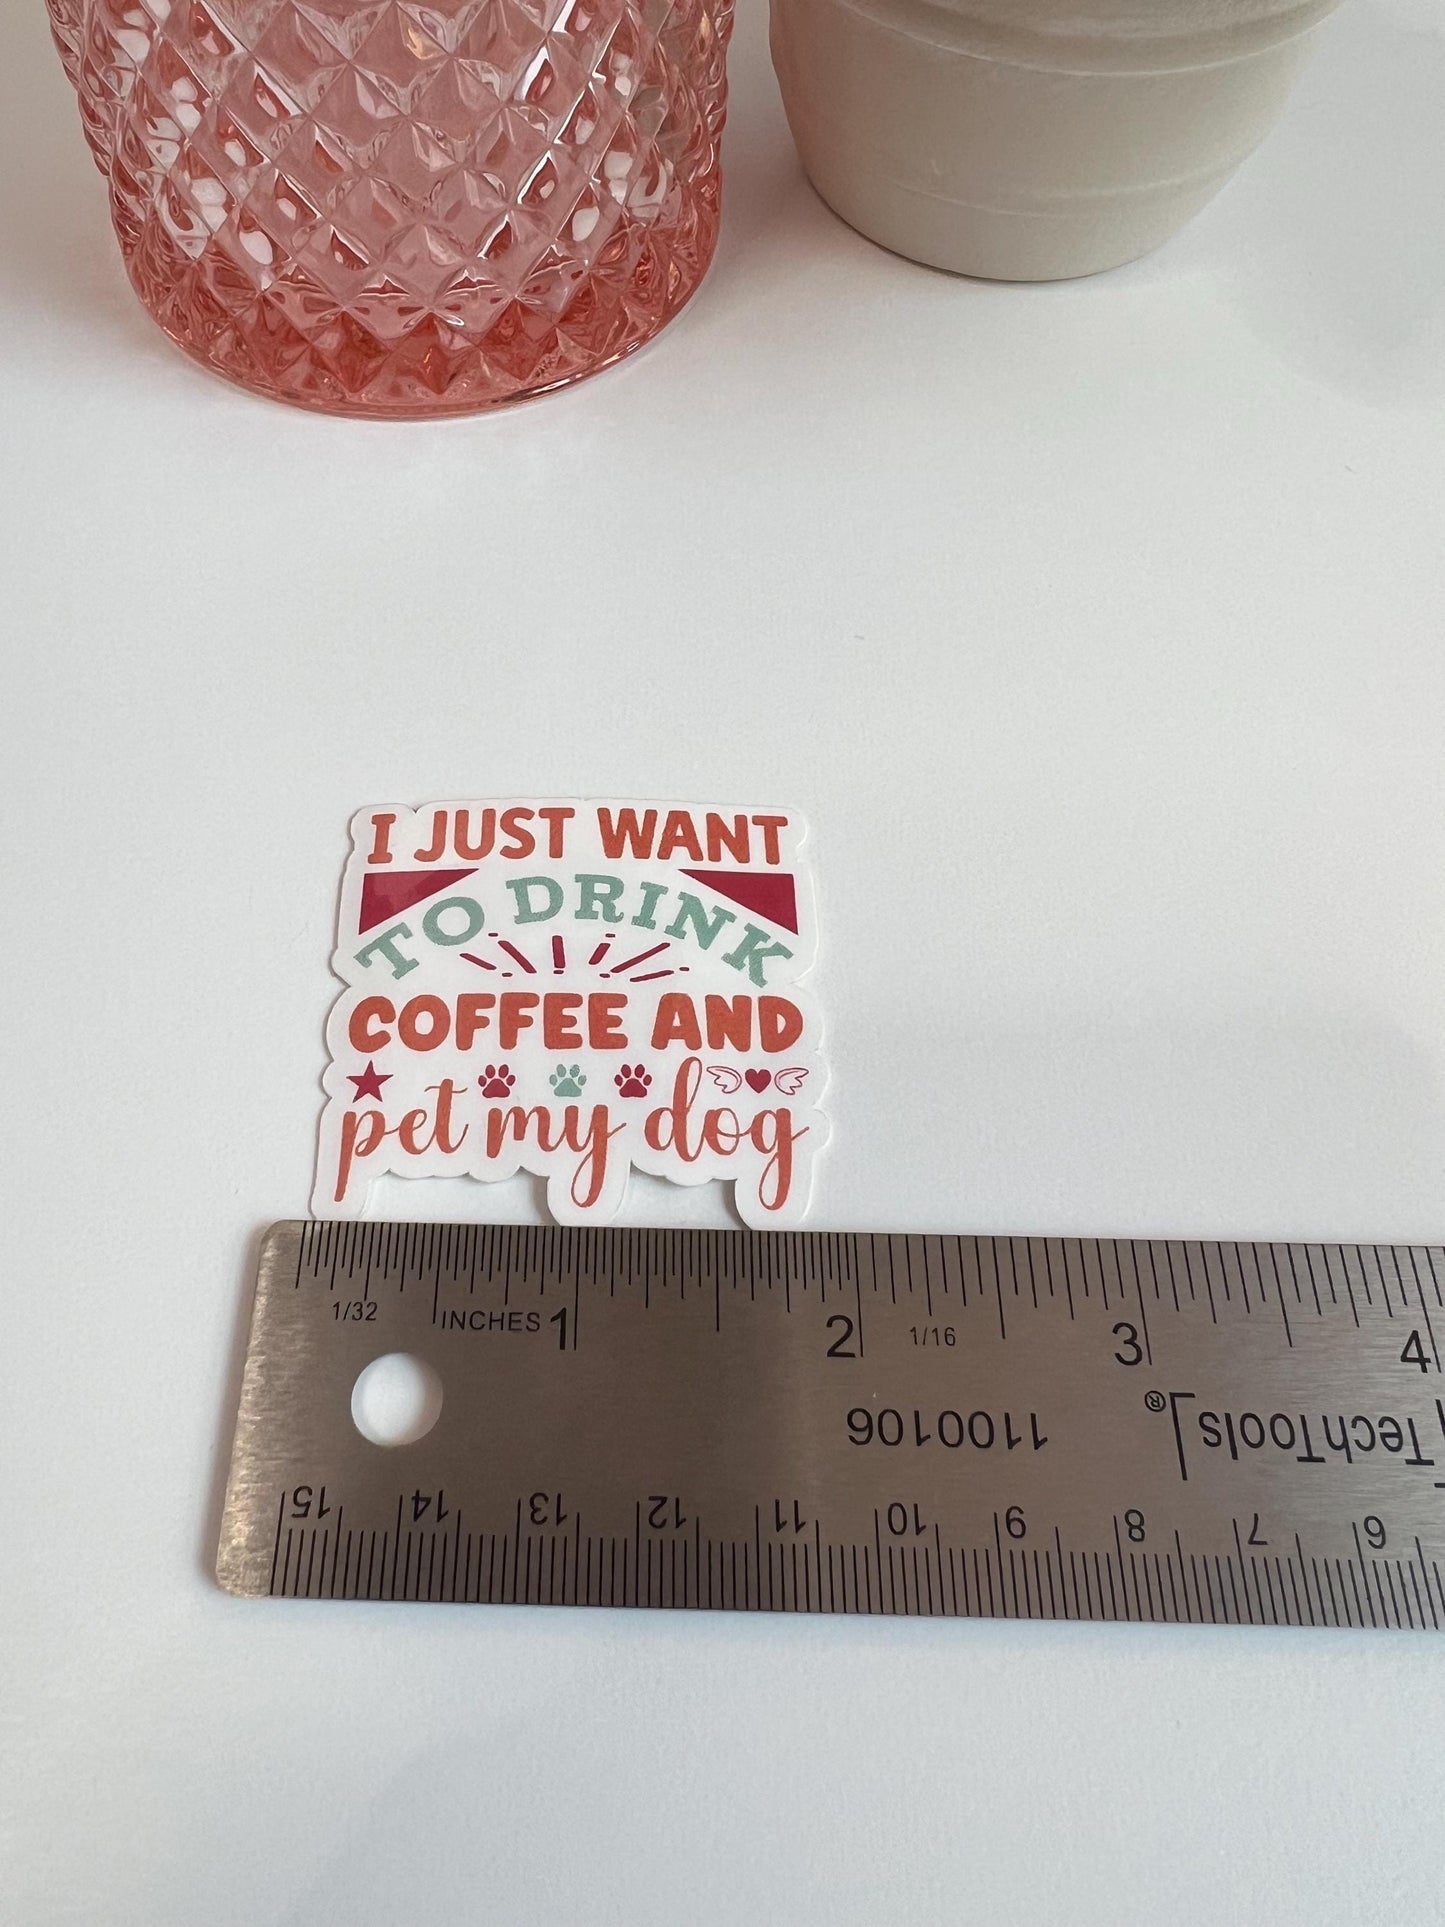 I JUST WANT
TO DRINK
COFFEE AND
pet my dog
1/32
INCHES 1 2 1/16 3 4
1100106 TechTools®
15 14 13 12 11 10 9 8 7 6